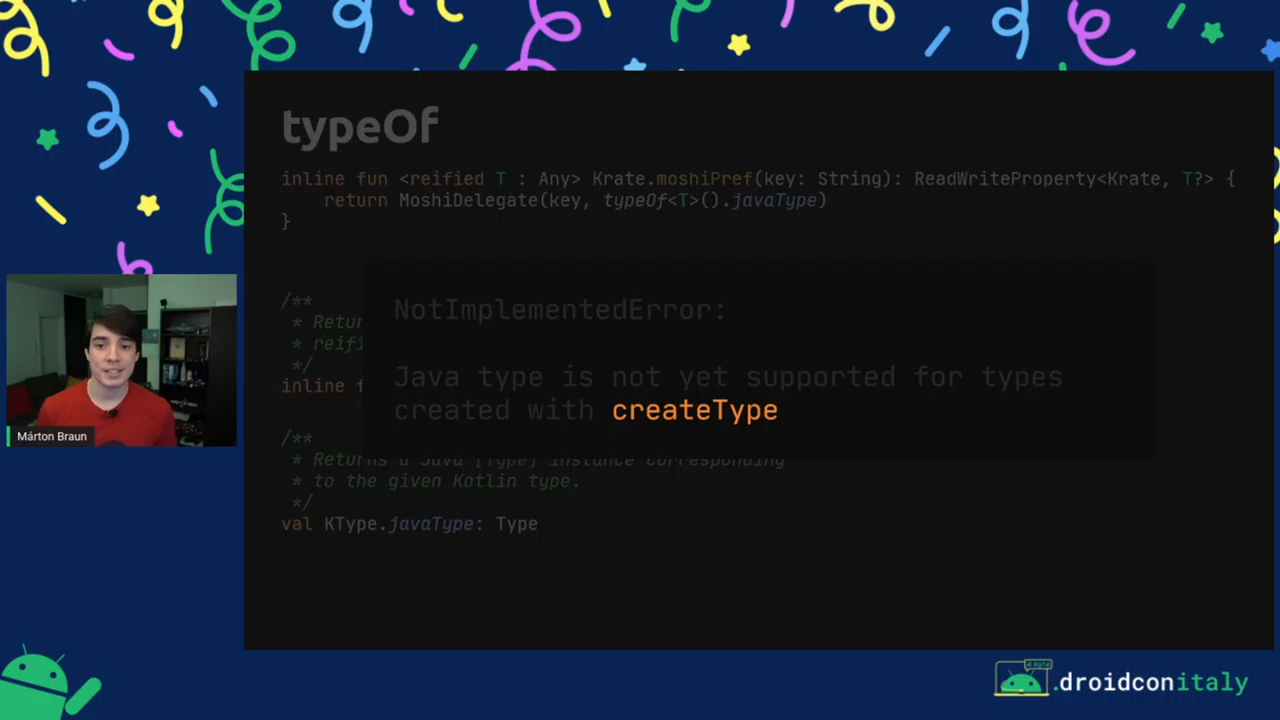 typeOf
inline fun <reified T : Any> Krate.moshiPref(key: String): ReadWriteProperty<Krate, T?> {
return MoshiDelegate(key, typeOf<T>().javaType)
}
/**
* Retur
* reifi
*/
inline f
NotImplementedError:
Java type is not yet supported for types
created with createType
/**
* Returns a Java [Type] instance corresponding
* to the given Kotlin type.
*/
val KType.javaType: Type
Márton Braun
.droidconitaly